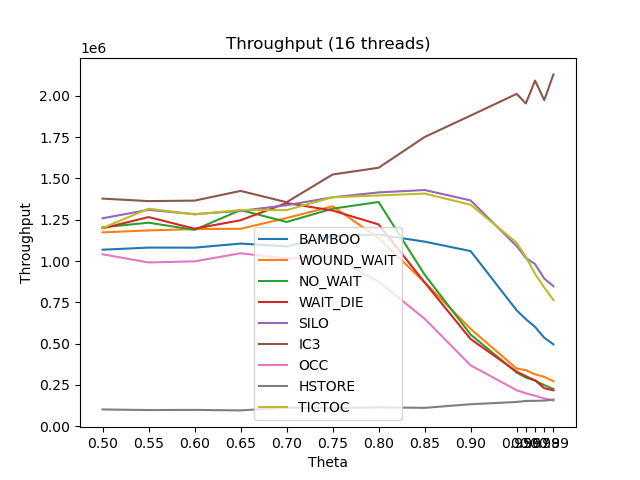 Throughput (16 threads)
1e6
2.00
1.75
1.50
1.25
1.00
0.75
0.50
0.25
0.00
Throughput
BAMBOO
WOUND_WAIT
NO_WAIT
WAIT_DIE
SILO
IC3
OCC
HSTORE
TICTOC
0.50 0.55 0.60 0.65 0.70 0.75 0.80 0.85 0.90
Theta